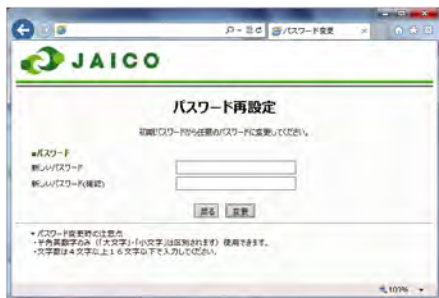 パスワード変更
JAICO
パスワード再設定
初期パスワードから任意のパスワードに変更してください。
■パスワード
新しいパスワード
新しいパスワード(確認)
戻る 変更
・パスワード変更時の注意点
・半角英数字のみ（「大文字」・「小文字」は区別されます）使用できます。
・文字数は４文字以上１６文字以下で入力してください。
100%